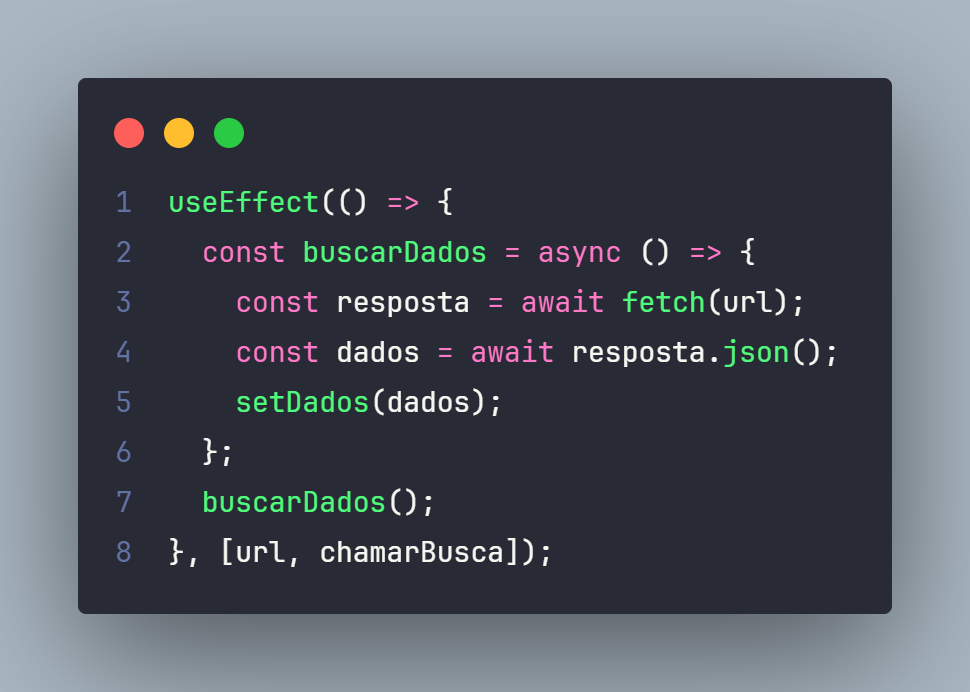 1 useEffect(() => {
2   const buscarDados = async () => {
3     const resposta = await fetch(url);
4     const dados = await resposta.json();
5     setDados(dados);
6   };
7   buscarDados();
8 }, [url, chamarBusca]);